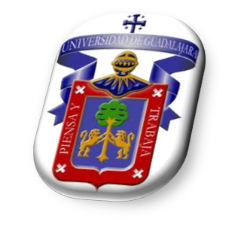 UNIVERSIDAD DE GUADALAJARA
PIENSA Y
TRABAJA